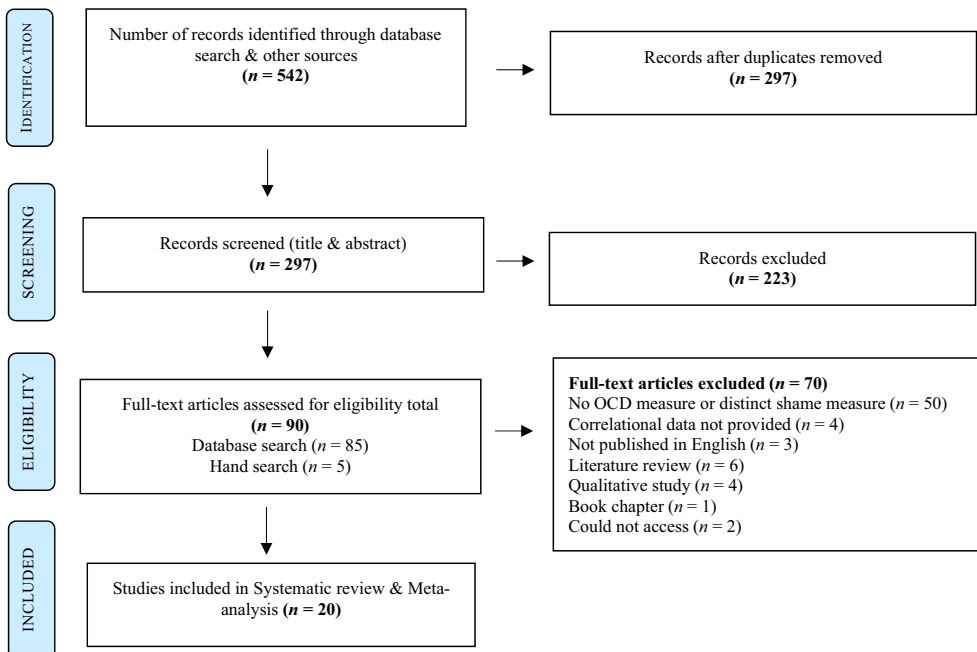 IDENTIFICATION
Number of records identified through database
search & other sources
(n = 542)
Records after duplicates removed
(n = 297)
SCREENING
Records screened (title & abstract)
(n = 297)
Records excluded
(n = 223)
ELIGIBILITY
Full-text articles assessed for eligibility total
(n = 90)
Database search (n = 85)
Hand search (n = 5)
Full-text articles excluded (n = 70)
No OCD measure or distinct shame measure (n = 50)
Correlational data not provided (n = 4)
Not published in English (n = 3)
Literature review (n = 6)
Qualitative study (n = 4)
Book chapter (n = 1)
Could not access (n = 2)
INCLUDED
Studies included in Systematic review & Meta-
analysis (n = 20)